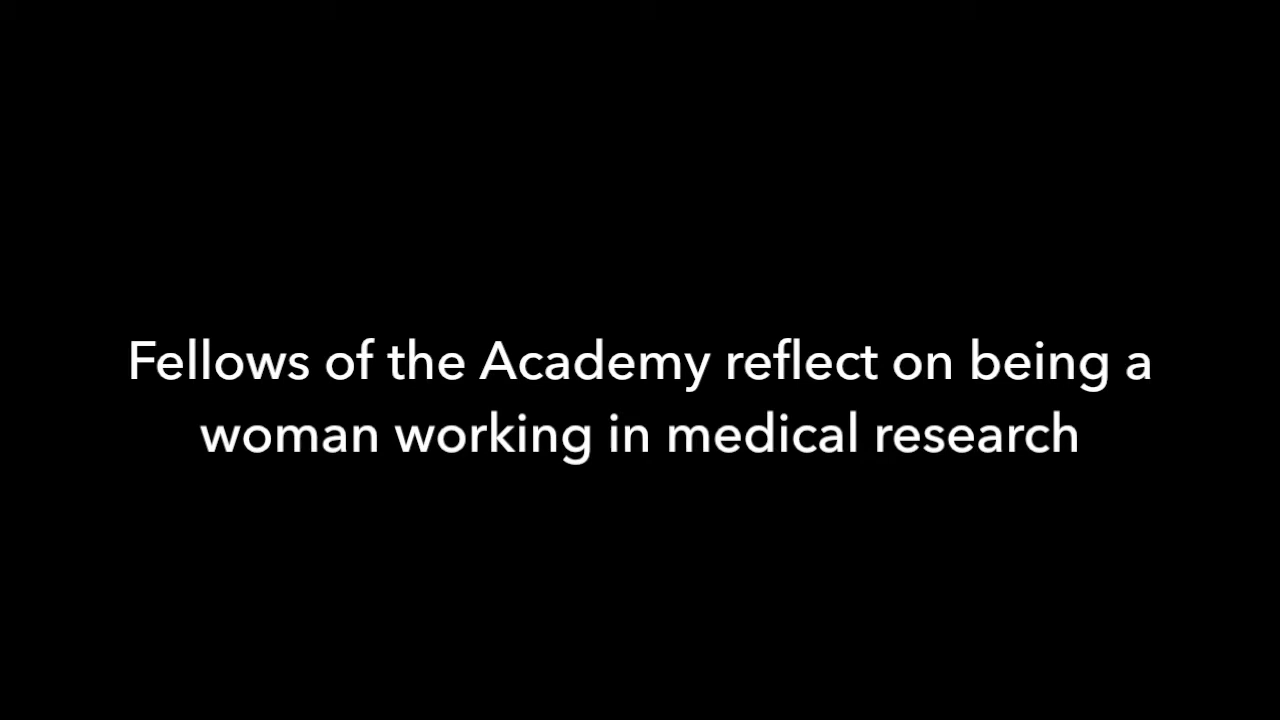 Fellows of the Academy reflect on being a
woman working in medical research